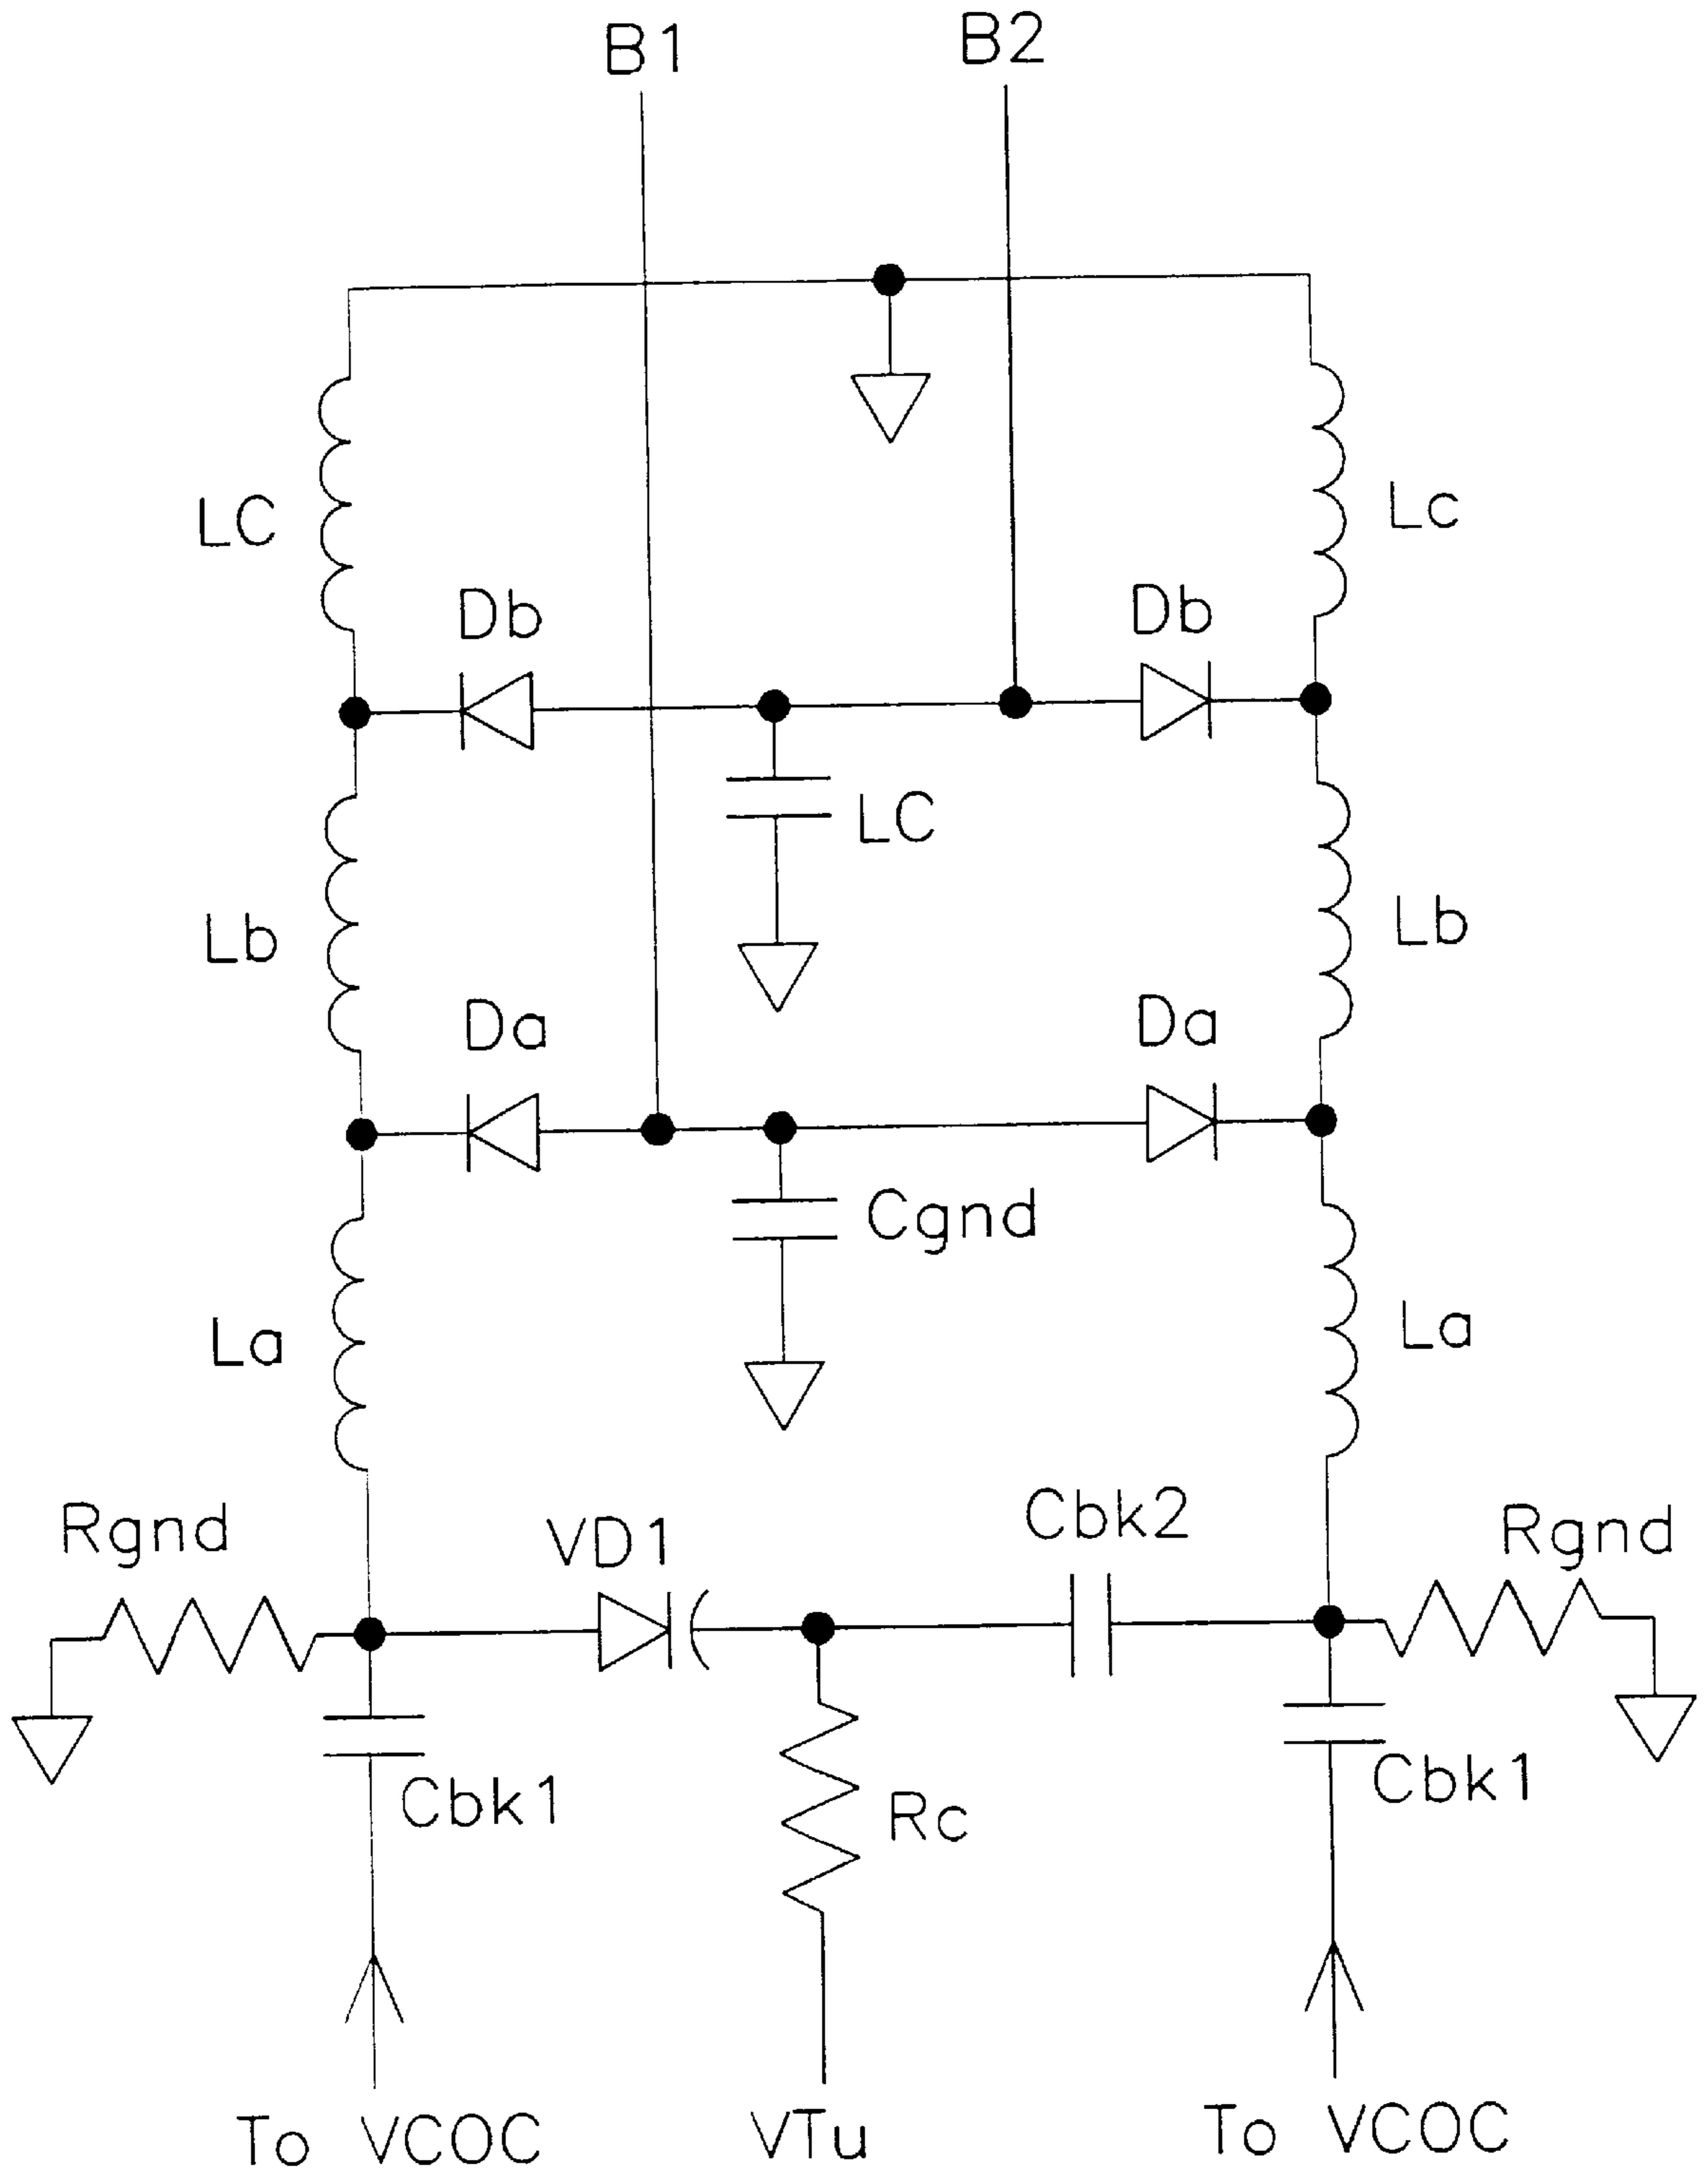 B1 B2
LC Lc
Db Db
LC
Lb Lb
Da Da
Cgnd
La La
Rgnd VD1 Cbk2 Rgnd
Cbk1 Rc Cbk1
To VCOC VTu To VCOC